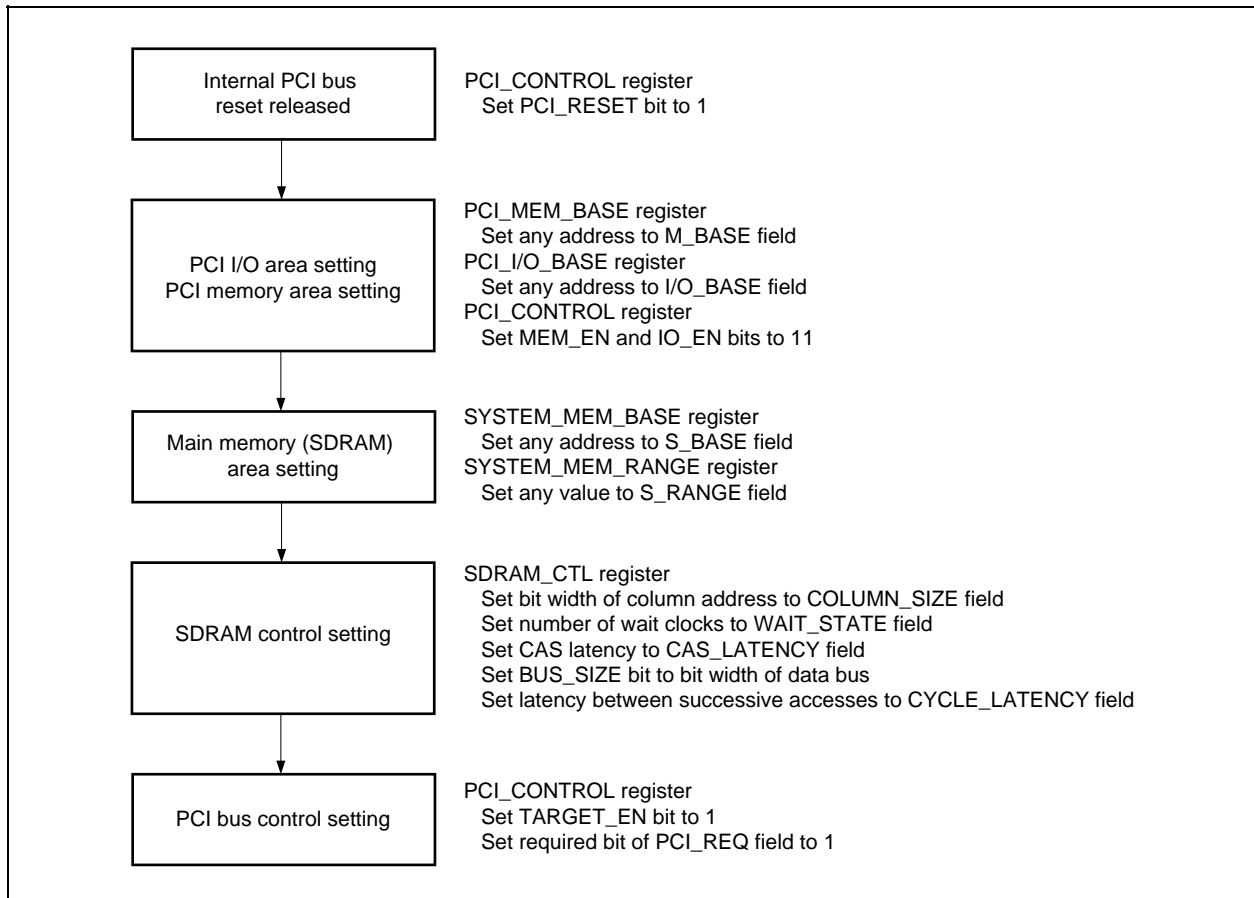 Internal PCI bus
reset released
PCI_CONTROL register
Set PCI_RESET bit to 1
PCI I/O area setting
PCI memory area setting
PCI_MEM_BASE register
Set any address to M_BASE field
PCI_I/O_BASE register
Set any address to I/O_BASE field
PCI_CONTROL register
Set MEM_EN and IO_EN bits to 11
Main memory (SDRAM)
area setting
SYSTEM_MEM_BASE register
Set any address to S_BASE field
SYSTEM_MEM_RANGE register
Set any value to S_RANGE field
SDRAM control setting
SDRAM_CTL register
Set bit width of column address to COLUMN_SIZE field
Set number of wait clocks to WAIT_STATE field
Set CAS latency to CAS_LATENCY field
Set BUS_SIZE bit to bit width of data bus
Set latency between successive accesses to CYCLE_LATENCY field
PCI bus control setting
PCI_CONTROL register
Set TARGET_EN bit to 1
Set required bit of PCI_REQ field to 1